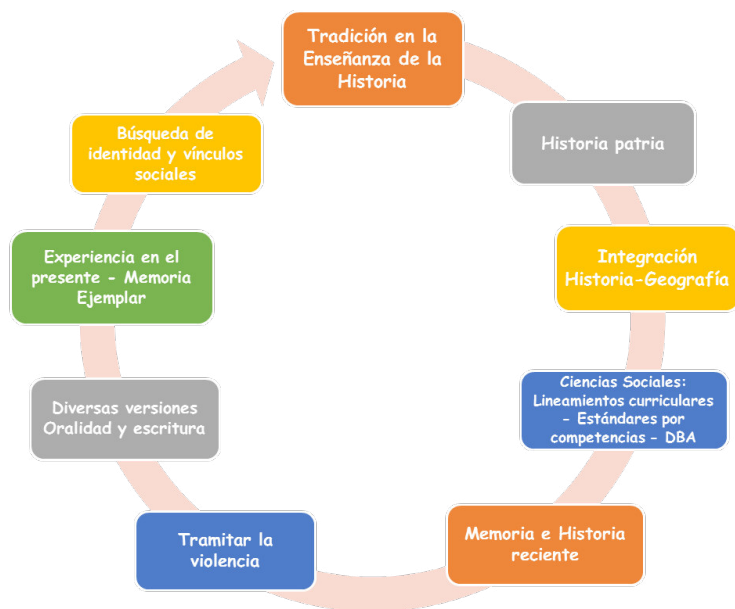 Tradición en la
Enseñanza de la
Historia
Historia patria
Integración
Historia-Geografía
Ciencias Sociales:
Lineamientos curriculares
- Estándares por
competencias - DBA
Memoria e Historia
reciente
Tramitar la
violencia
Diversas versiones
Oralidad y escritura
Experiencia en el
presente - Memoria
Ejemplar
Búsqueda de
identidad y vínculos
sociales